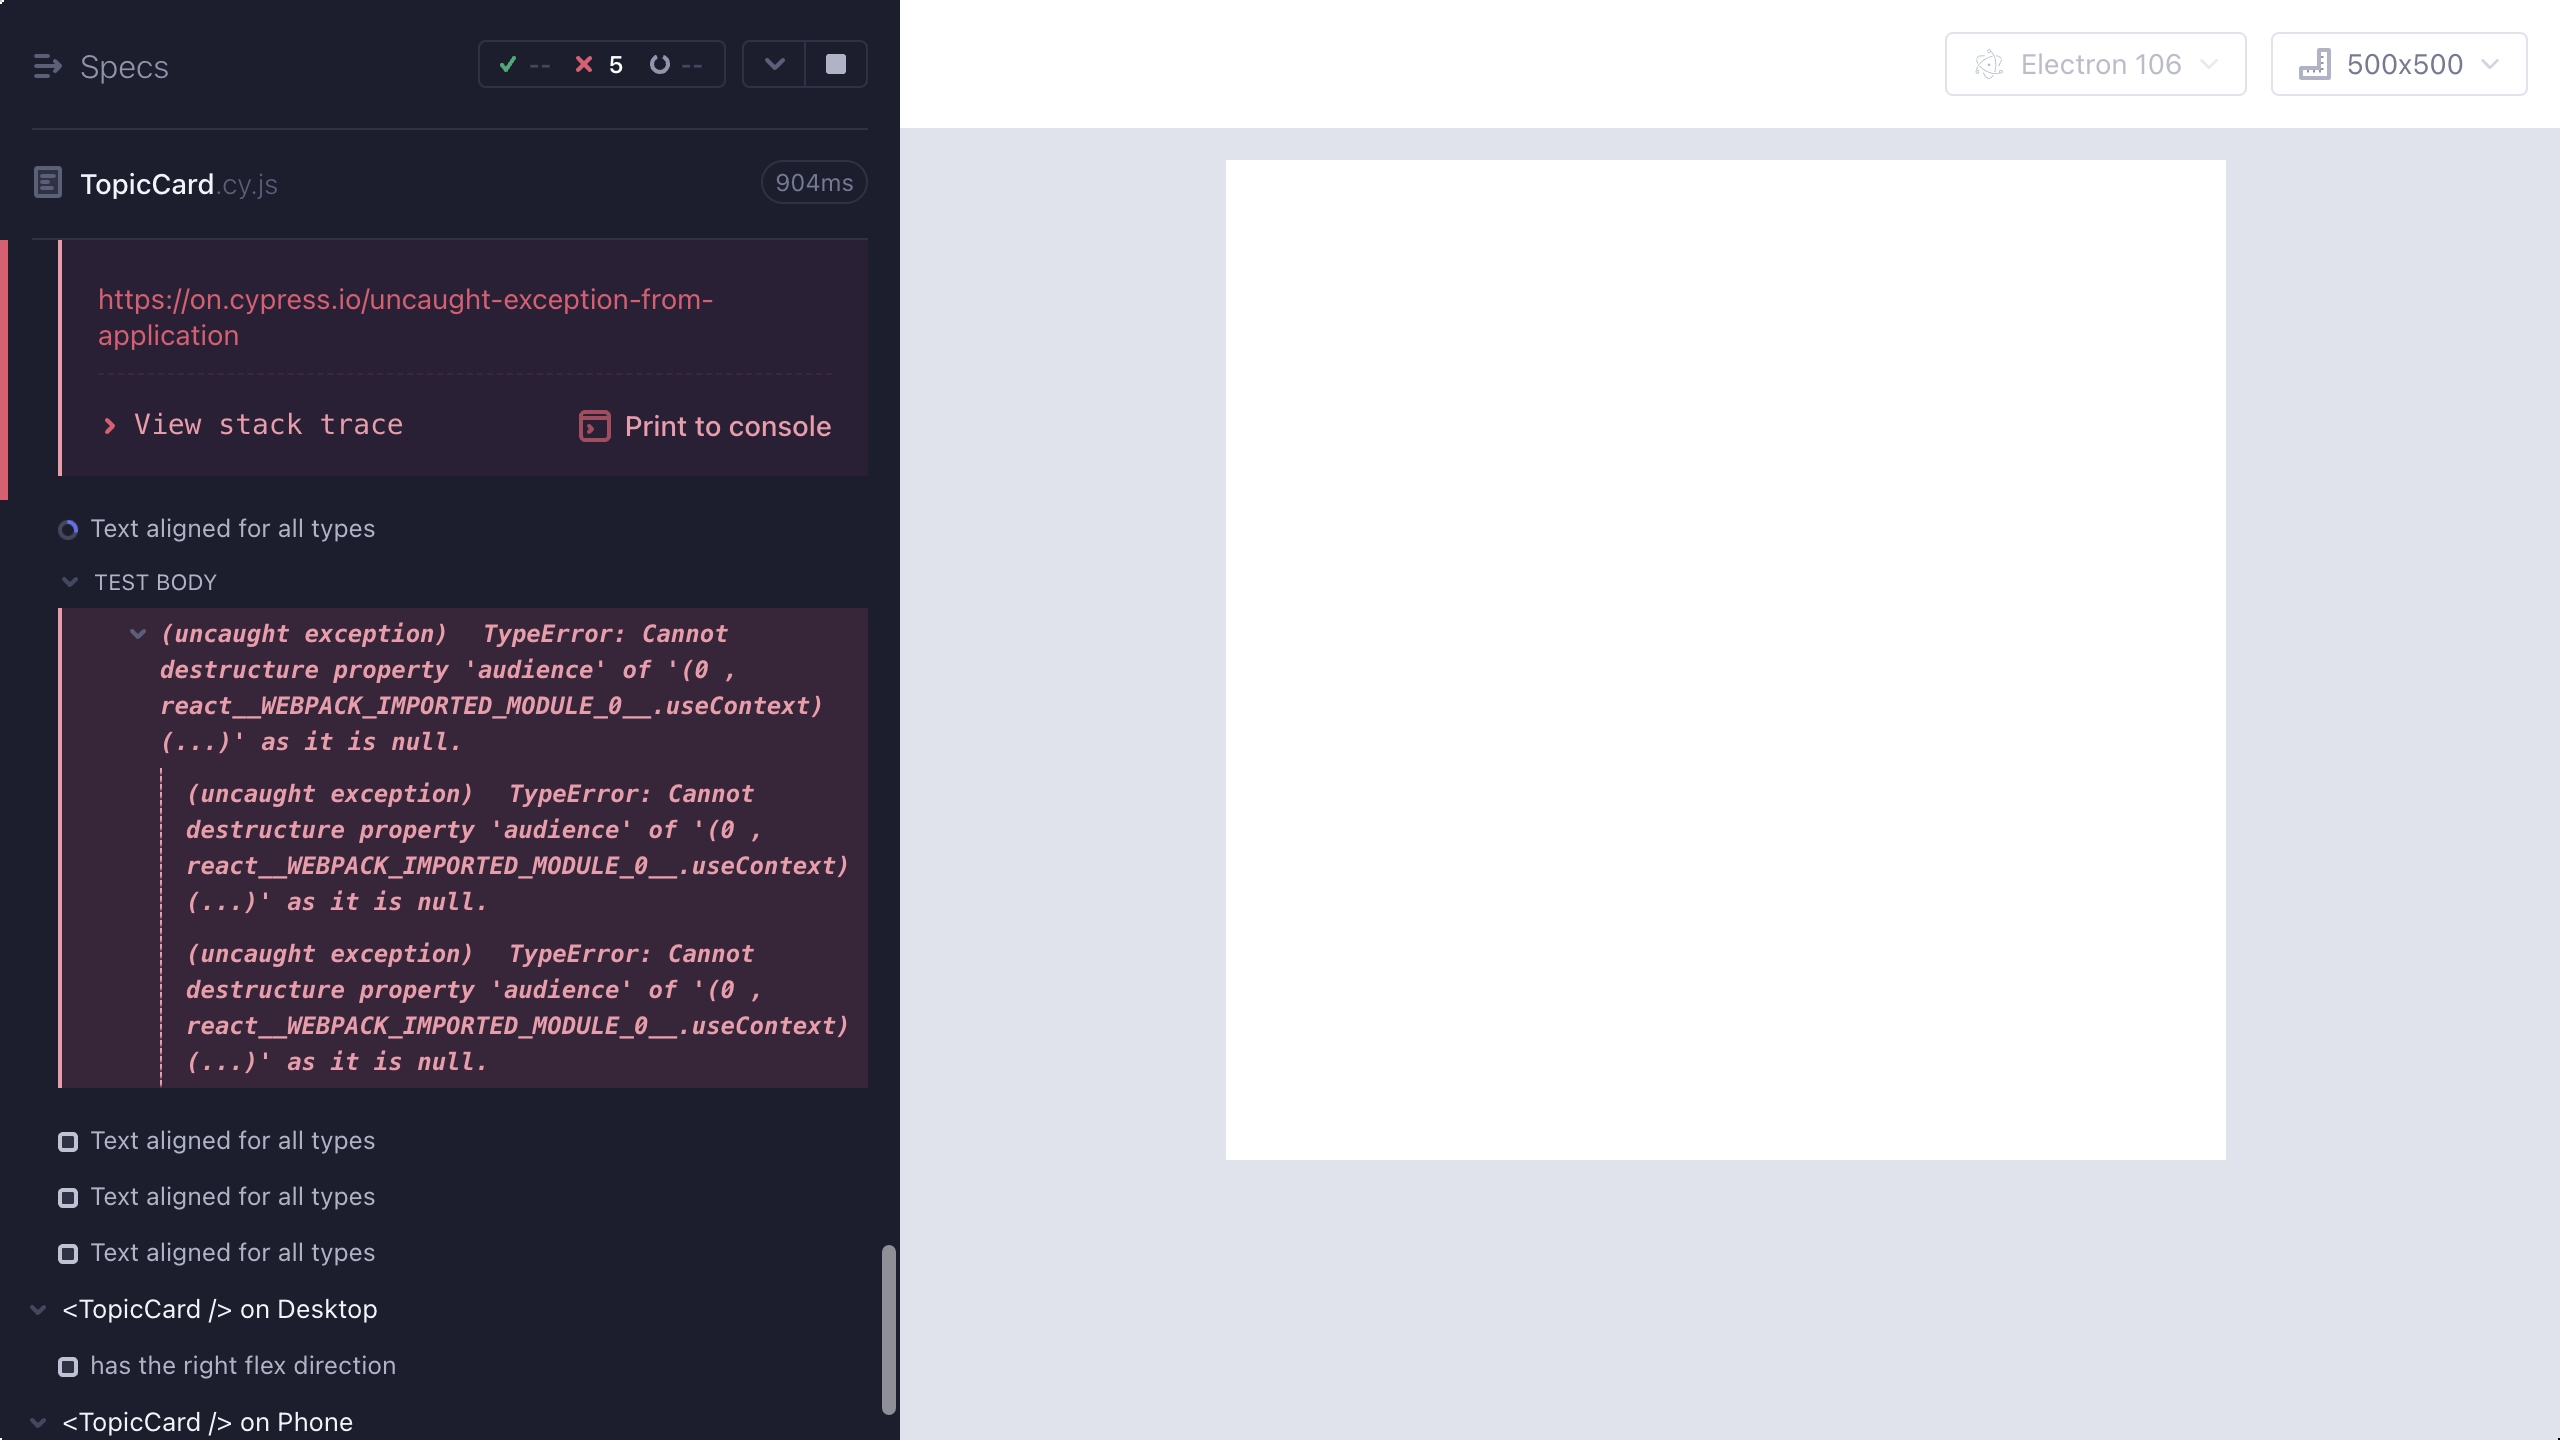 Specs
-- 5 --
Electron 106
500x500
TopicCard.cy.js
904ms
https://on.cypress.io/uncaught-exception-from-
application
View stack trace
Print to console
Text aligned for all types
TEST BODY
(uncaught exception) TypeError: Cannot
destructure property 'audience' of '(0 ,
react__WEBPACK_IMPORTED_MODULE_0__.useContext)
(...)' as it is null.
(uncaught exception) TypeError: Cannot
destructure property 'audience' of '(0 ,
react__WEBPACK_IMPORTED_MODULE_0__.useContext)
(...)' as it is null.
(uncaught exception) TypeError: Cannot
destructure property 'audience' of '(0 ,
react__WEBPACK_IMPORTED_MODULE_0__.useContext)
(...)' as it is null.
Text aligned for all types
Text aligned for all types
Text aligned for all types
<TopicCard /> on Desktop
has the right flex direction
<TopicCard /> on Phone